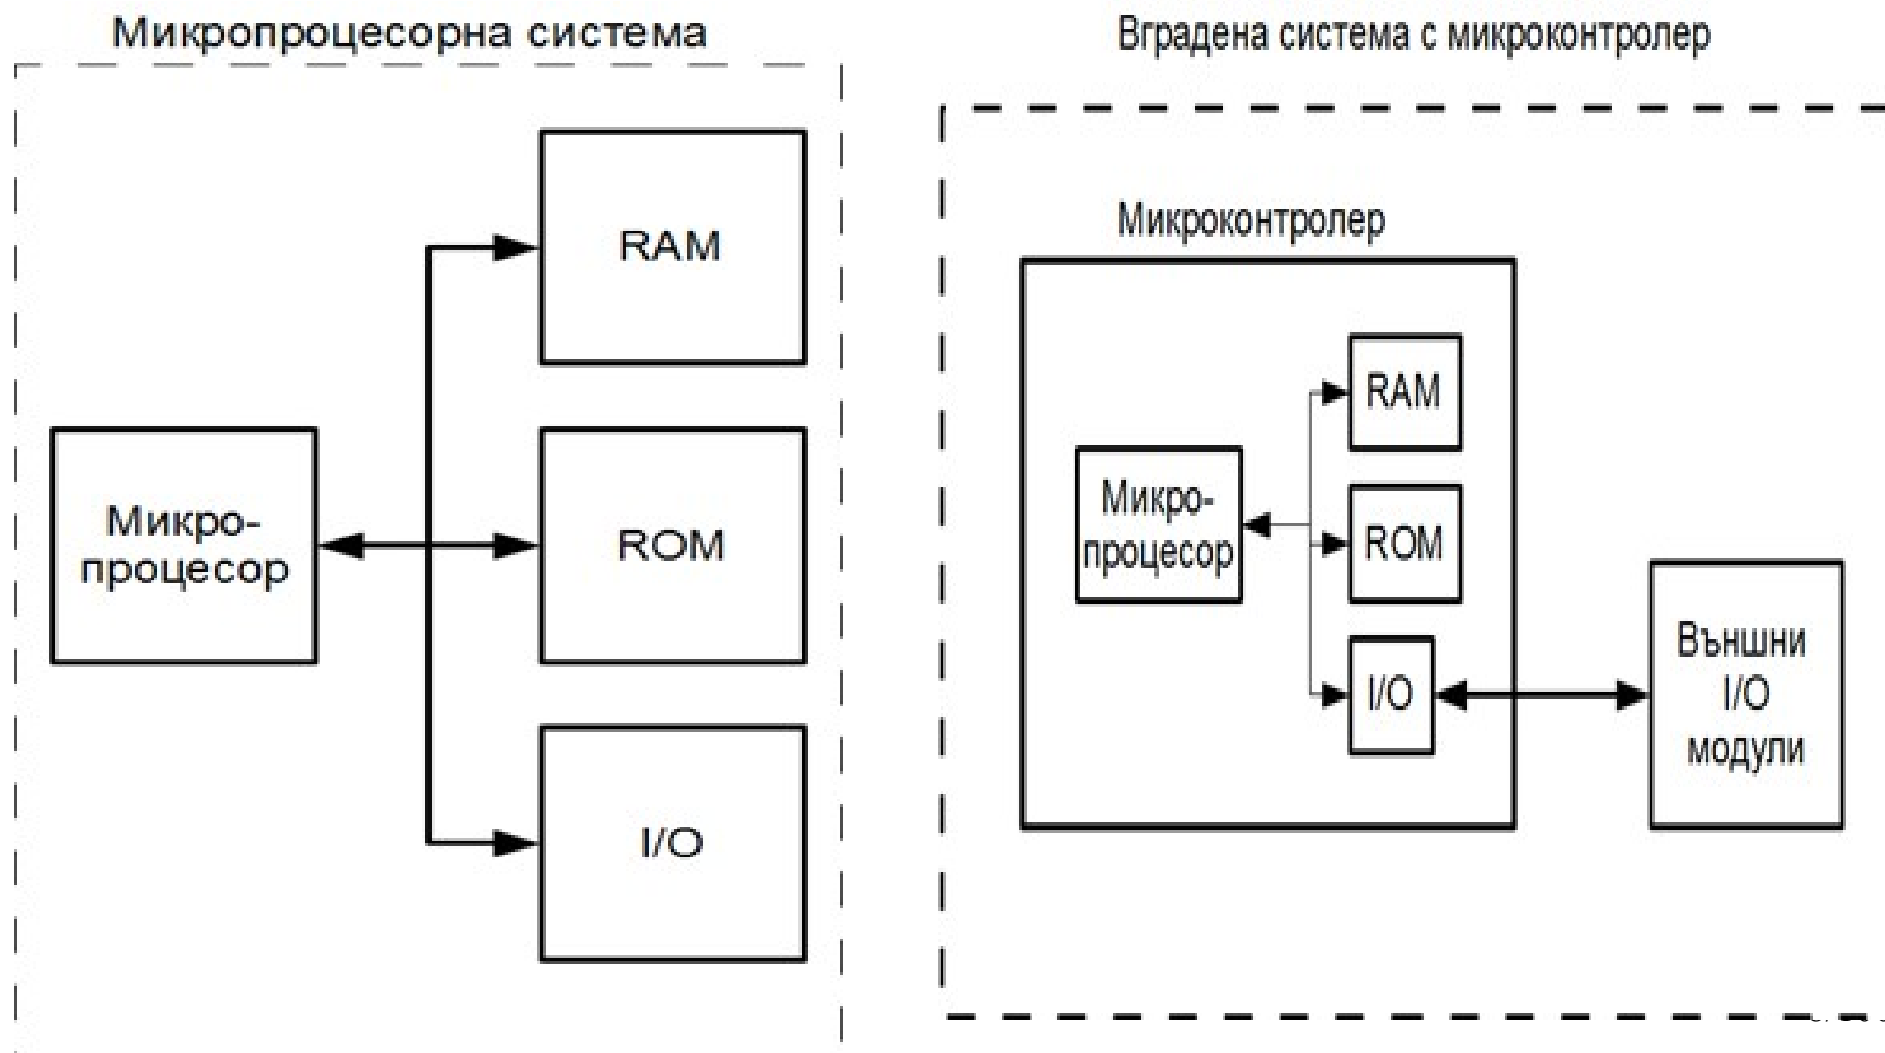 Микропроцесорна система
RAM
Микро-
процесор
ROM
I/O
Вградена система с микроконтролер
Микроконтролер
RAM
Микро-
процесор
ROM
I/O
Външни
I/O
модули